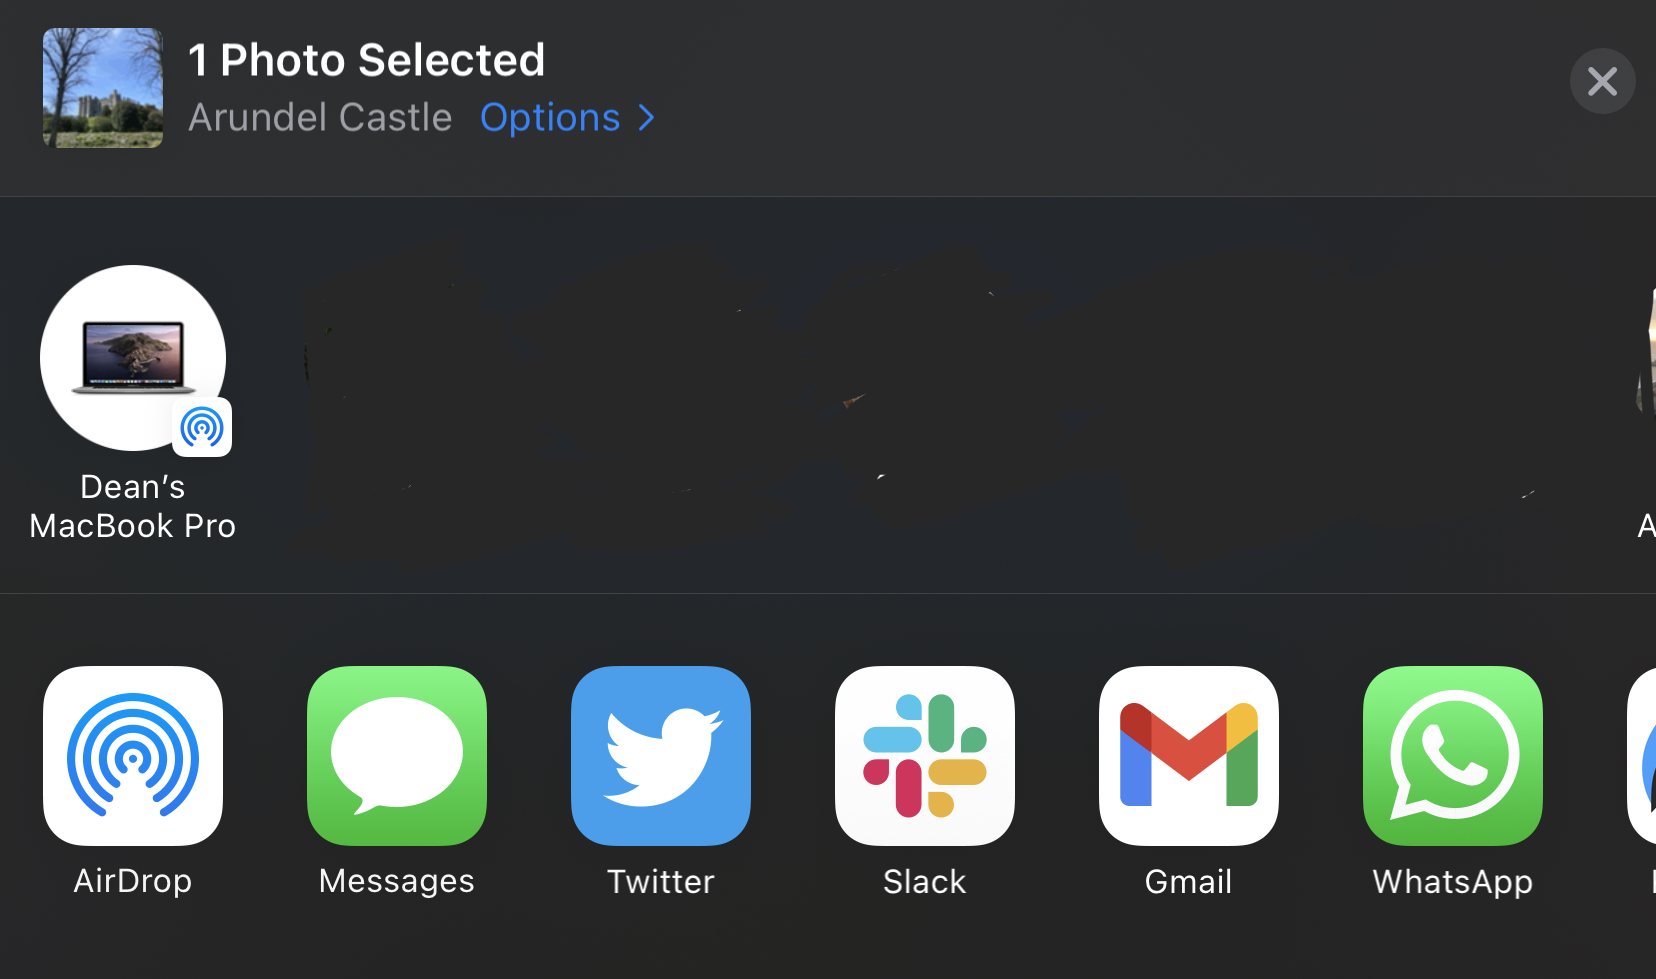 1 Photo Selected
Arundel Castle Options >
Dean's
MacBook Pro
A
AirDrop
Messages
Twitter
Slack
Gmail
WhatsApp